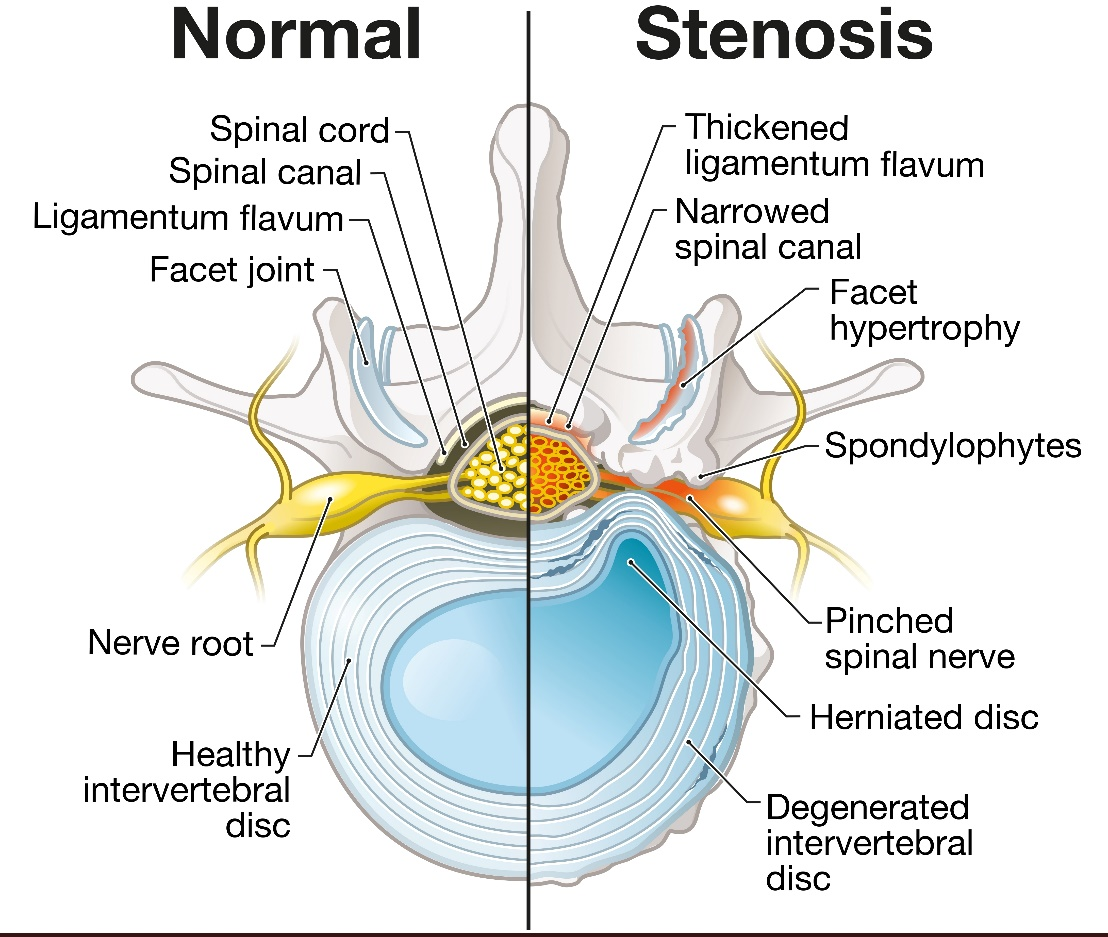 Normal
Stenosis
Spinal cord
Spinal canal
Ligamentum flavum
Facet joint
Nerve root
Healthy
intervertebral
disc
Thickened
ligamentum flavum
Narrowed
spinal canal
Facet
hypertrophy
Spondylophytes
Pinched
spinal nerve
Herniated disc
Degenerated
intervertebral
disc